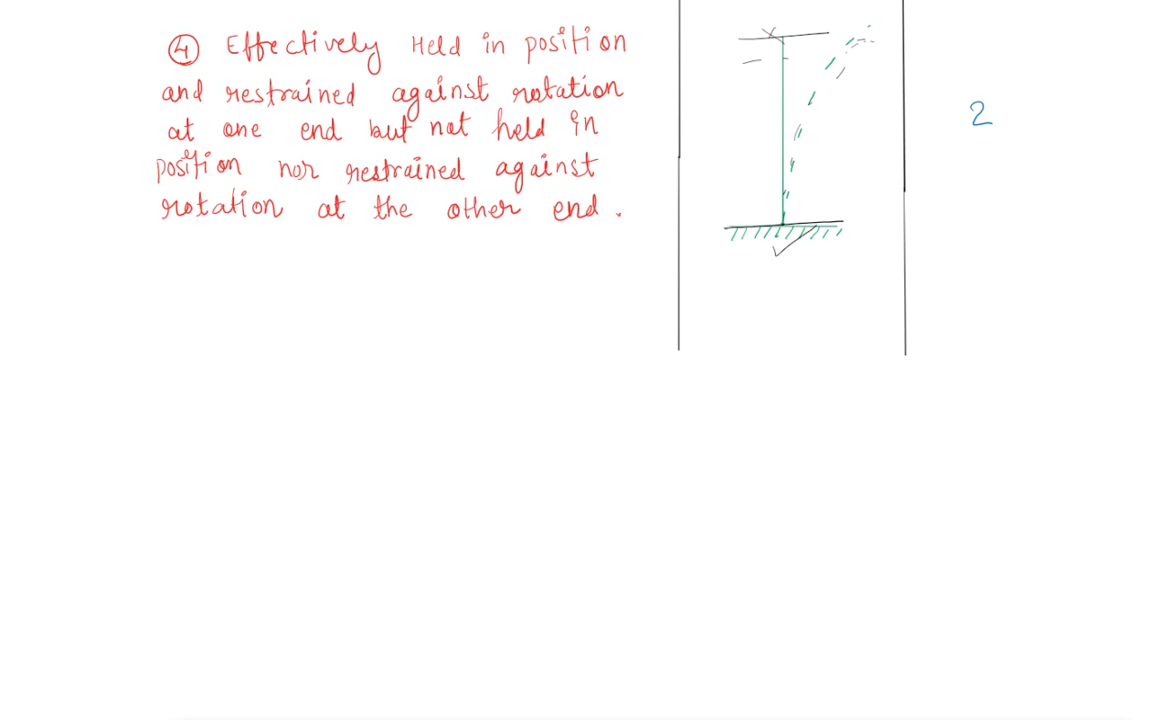 ④ Effectively Held in position
and restrained against rotation
at one end but not held in
position nor restrained against
rotation at the other end.
2